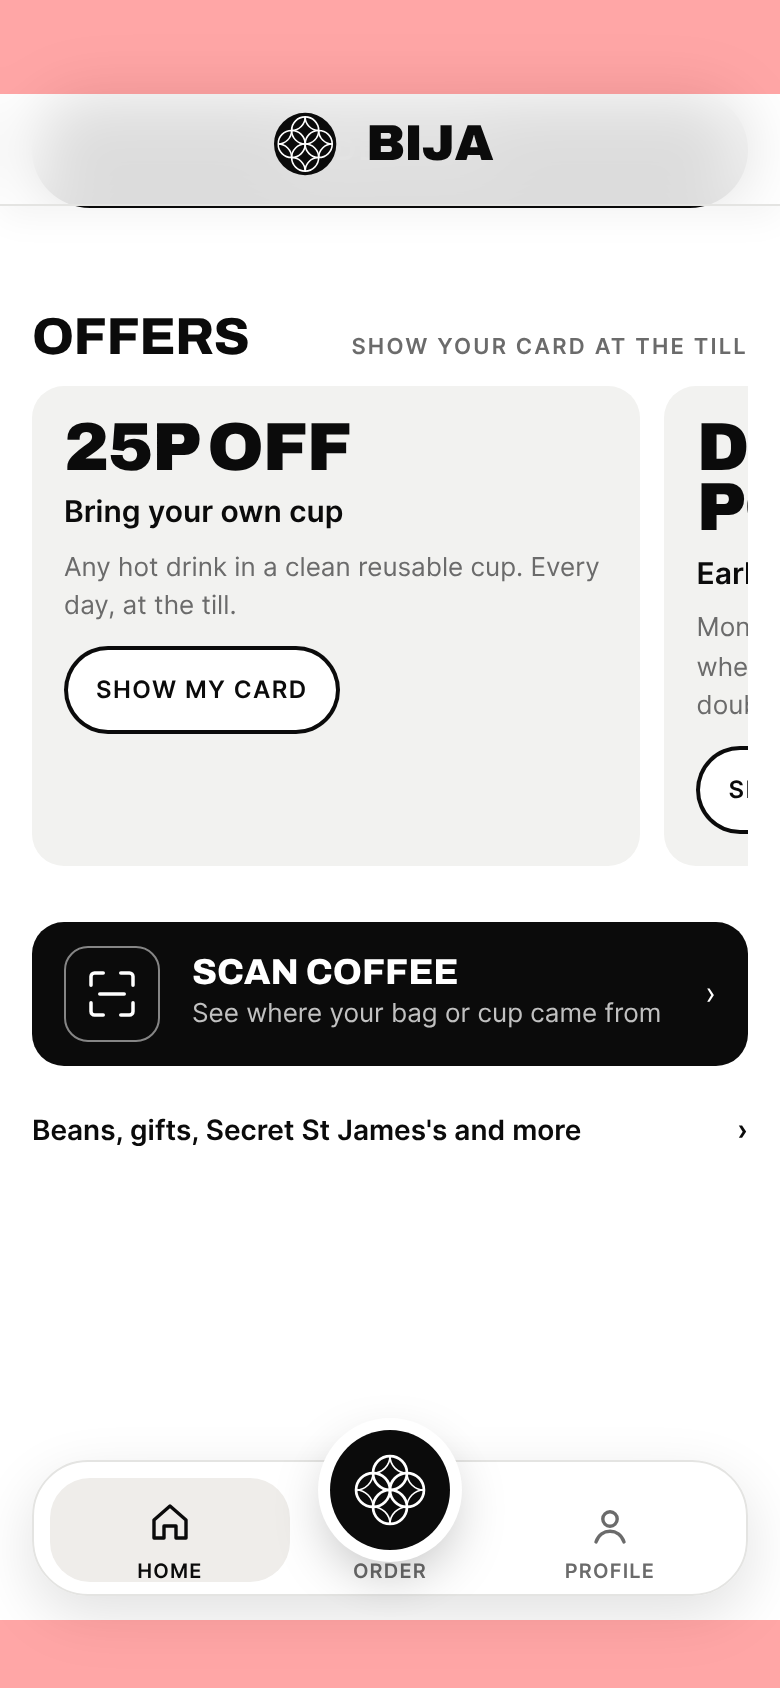 BIJA
OFFERS
SHOW YOUR CARD AT THE TILL
25P OFF
Bring your own cup
Any hot drink in a clean reusable cup. Every
day, at the till.
SHOW MY CARD
SCAN COFFEE
See where your bag or cup came from
›
Beans, gifts, Secret St James's and more
›
HOME
ORDER
PROFILE